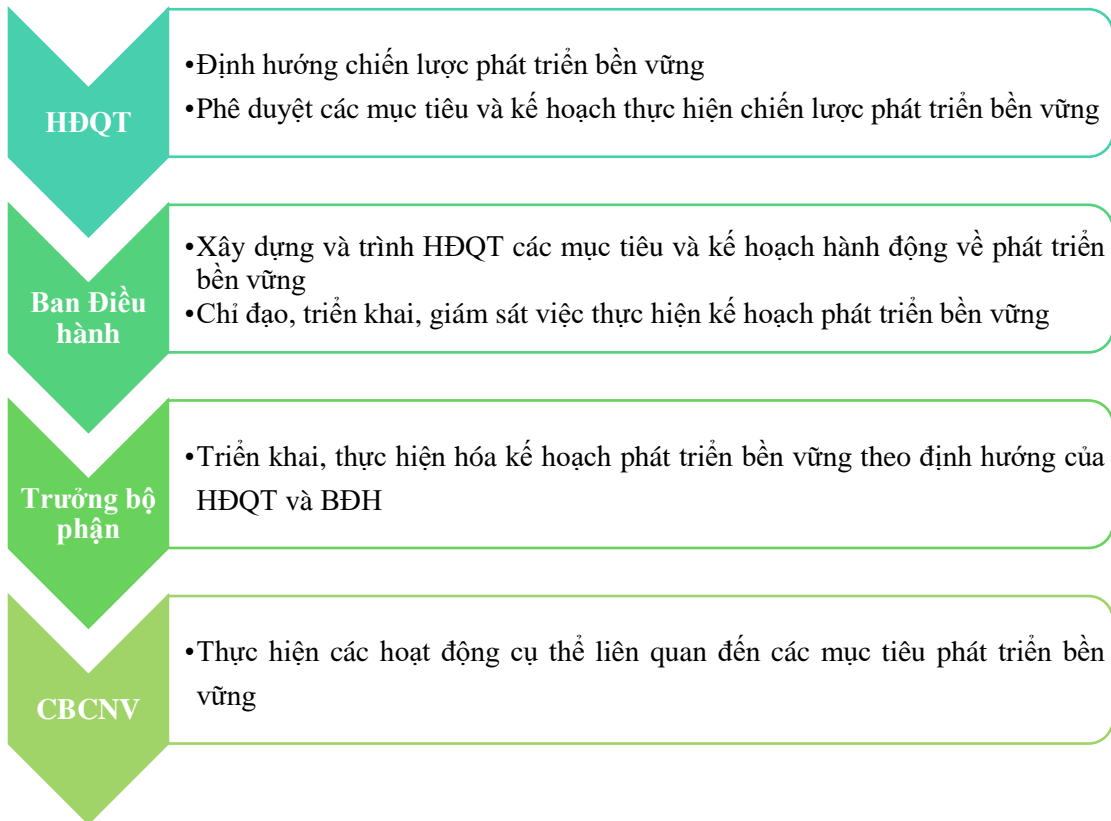 HĐQT
•Định hướng chiến lược phát triển bền vững
•Phê duyệt các mục tiêu và kế hoạch thực hiện chiến lược phát triển bền vững
Ban Điều
hành
•Xây dựng và trình HĐQT các mục tiêu và kế hoạch hành động về phát triển
bền vững
•Chỉ đạo, triển khai, giám sát việc thực hiện kế hoạch phát triển bền vững
Trưởng bộ
phận
•Triển khai, thực hiện hóa kế hoạch phát triển bền vững theo định hướng của
HĐQT và BĐH
CBCNV
•Thực hiện các hoạt động cụ thể liên quan đến các mục tiêu phát triển bền
vững